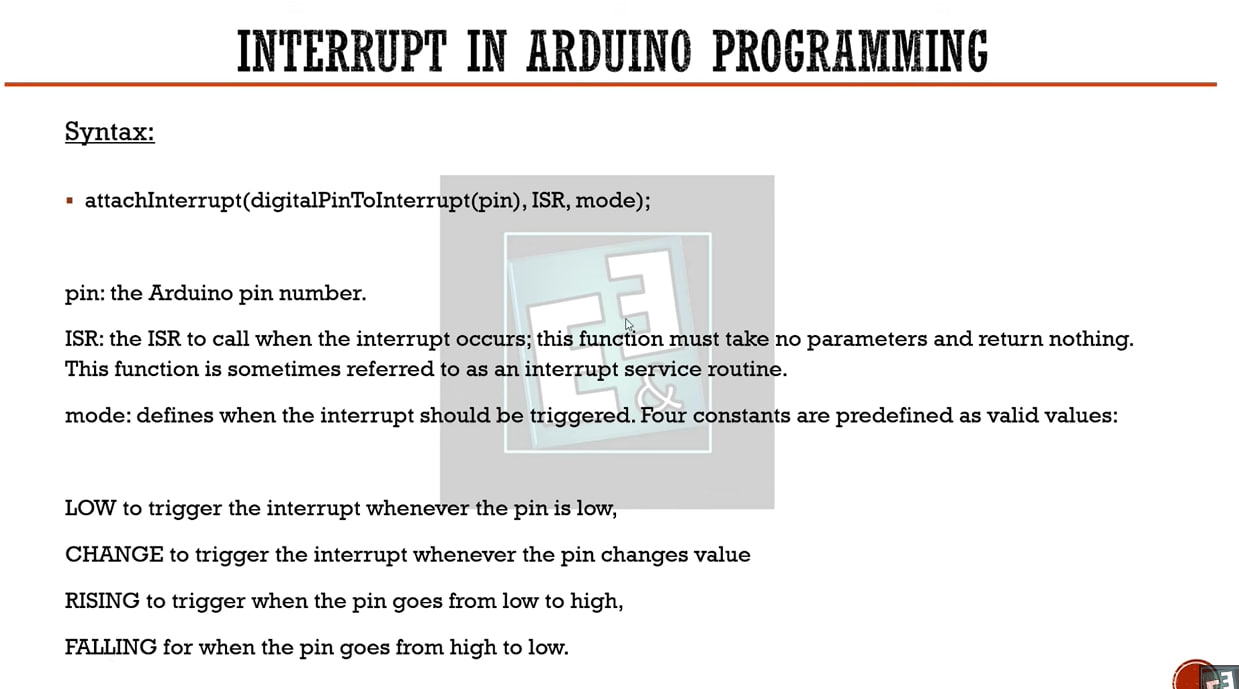 INTERRUPT IN ARDUINO PROGRAMMING
Syntax:
▪ attachInterrupt(digitalPinToInterrupt(pin), ISR, mode);
pin: the Arduino pin number.
ISR: the ISR to call when the interrupt occurs; this function must take no parameters and return nothing.
This function is sometimes referred to as an interrupt service routine.
mode: defines when the interrupt should be triggered. Four constants are predefined as valid values:
LOW to trigger the interrupt whenever the pin is low,
CHANGE to trigger the interrupt whenever the pin changes value
RISING to trigger when the pin goes from low to high,
FALLING for when the pin goes from high to low.
E&E